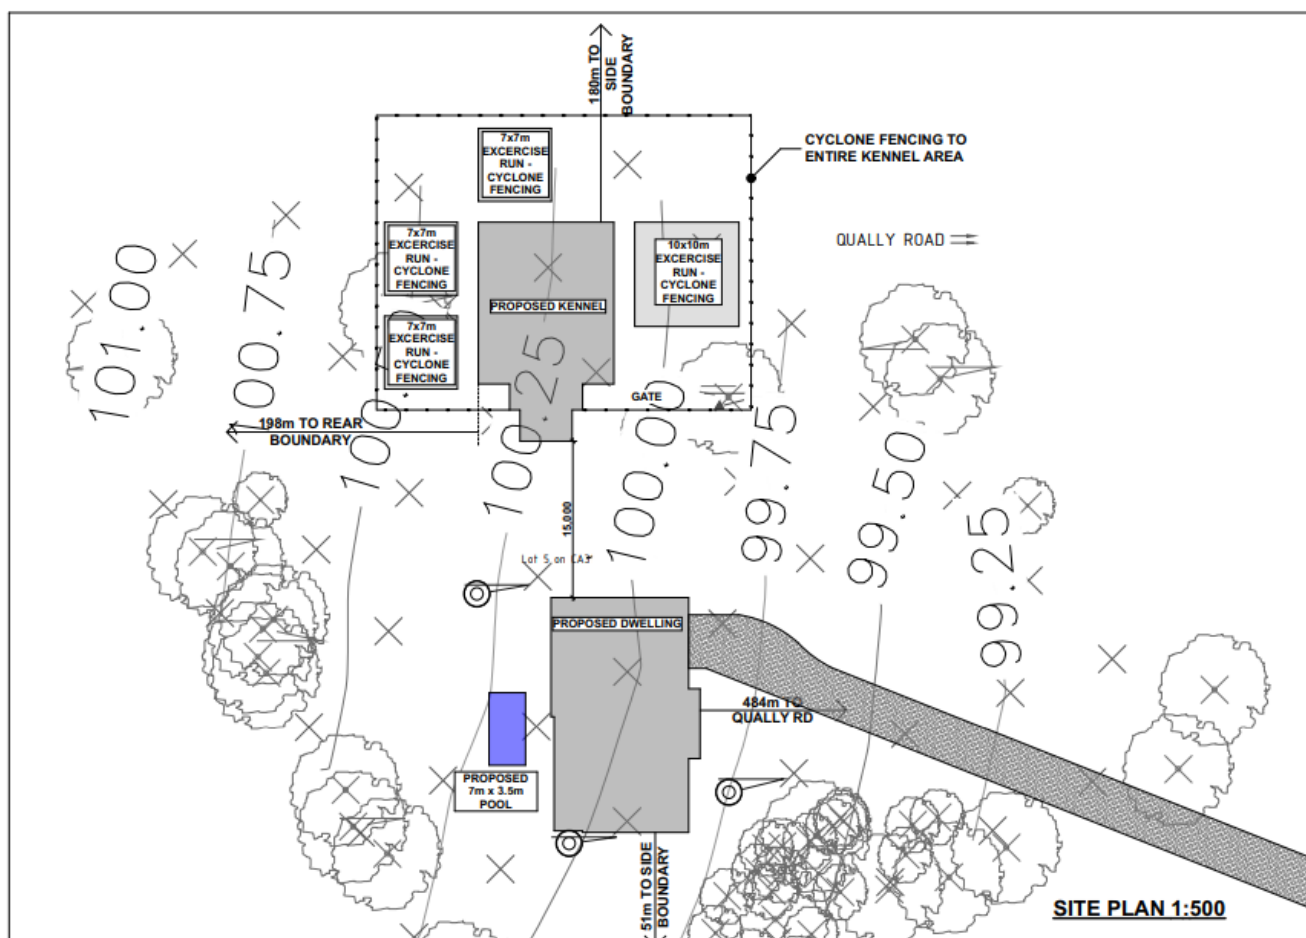 180m TO
SIDE
BOUNDARY
7x7m
EXCERCISE
RUN -
CYCLONE
FENCING
CYCLONE FENCING TO
ENTIRE KENNEL AREA
7x7m
EXCERCISE
RUN -
CYCLONE
FENCING
10x10m
EXCERCISE
RUN -
CYCLONE
FENCING
QUALLY ROAD
PROPOSED KENNEL
7x7m
EXCERCISE
RUN -
CYCLONE
FENCING
GATE
198m TO REAR
BOUNDARY
101.00
00.75
100.25
100.00
99.75
99.50
99.25
15.000
Lot 5 on CA3
PROPOSED DWELLING
484m TO
QUALLY RD
PROPOSED
7m x 3.5m
POOL
51m TO SIDE
BOUNDARY
SITE PLAN 1:500